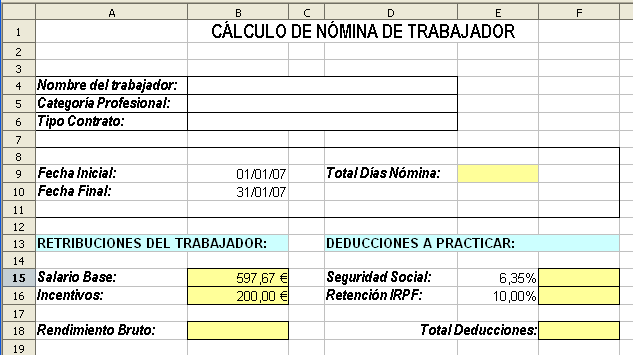 A B C D E F
1 CÁLCULO DE NÓMINA DE TRABAJADOR
2
3
4 Nombre del trabajador:
5 Categoría Profesional:
6 Tipo Contrato:
7
8
9 Fecha Inicial: 01/01/07 Total Días Nómina:
10 Fecha Final: 31/01/07
11
12
13 RETRIBUCIONES DEL TRABAJADOR: DEDUCCIONES A PRACTICAR:
14
15 Salario Base: 597,67 € Seguridad Social: 6,35%
16 Incentivos: 200,00 € Retención IRPF: 10,00%
17
18 Rendimiento Bruto: Total Deducciones:
19